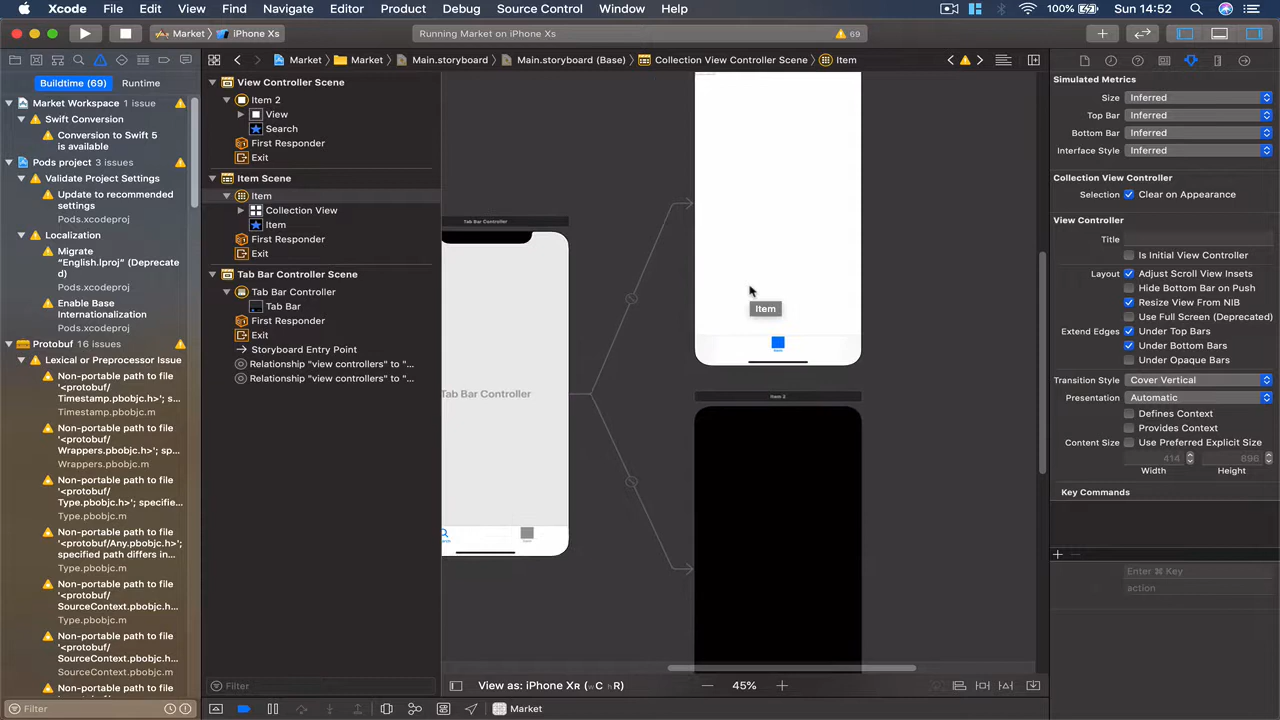 Xcode File Edit View Find Navigate Editor Product Debug Source Control Window Help 100% Sun 14:52
Market iPhone Xs Running Market on iPhone Xs 69
Market Market Main.storyboard Main.storyboard (Base) Collection View Controller Scene Item
Buildtime (69) Runtime
Market Workspace 1 issue
Swift Conversion
Conversion to Swift 5
is available
Pods project 3 issues
Validate Project Settings
Update to recommended
settings
Pods.xcodeproj
Localization
Migrate
“English.lproj” (Deprecate
d)
Pods.xcodeproj
Enable Base
Internationalization
Pods.xcodeproj
Protobuf 16 issues
Lexical or Preprocessor Issue
Non-portable path to file
'<protobuf/
Timestamp.pbobjc.h>'; s...
Timestamp.pbobjc.m
Non-portable path to file
'<protobuf/
Wrappers.pbobjc.h>'; sp...
Wrappers.pbobjc.m
Non-portable path to file
'<protobuf/
Type.pbobjc.h>'; specifie...
Type.pbobjc.m
Non-portable path to file
'<protobuf/Any.pbobjc.h>';
specified path differs in...
Type.pbobjc.m
Non-portable path to file
'<protobuf/
SourceContext.pbobjc.h...
Type.pbobjc.m
Non-portable path to file
'<protobuf/
SourceContext.pbobjc.h...
SourceContext.pbobjc.m
Non-portable path to file
Filter
View Controller Scene
Item 2
View
Search
First Responder
Exit
Item Scene
Item
Collection View
Item
First Responder
Exit
Tab Bar Controller Scene
Tab Bar Controller
Tab Bar
First Responder
Exit
Storyboard Entry Point
Relationship "view controllers" to "...
Relationship "view controllers" to "...
Filter
Tab Bar Controller
Tab Bar Controller
Item
Item 2
View as: iPhone XR (wC hR) 45%
Market
Simulated Metrics
Size Inferred
Top Bar Inferred
Bottom Bar Inferred
Interface Style Inferred
Collection View Controller
Selection Clear on Appearance
View Controller
Title
Is Initial View Controller
Layout Adjust Scroll View Insets
Hide Bottom Bar on Push
Resize View From NIB
Use Full Screen (Deprecated)
Extend Edges Under Top Bars
Under Bottom Bars
Under Opaque Bars
Transition Style Cover Vertical
Presentation Automatic
Defines Context
Provides Context
Content Size Use Preferred Explicit Size
414 896
Width Height
Key Commands
Enter ⌘ Key
action